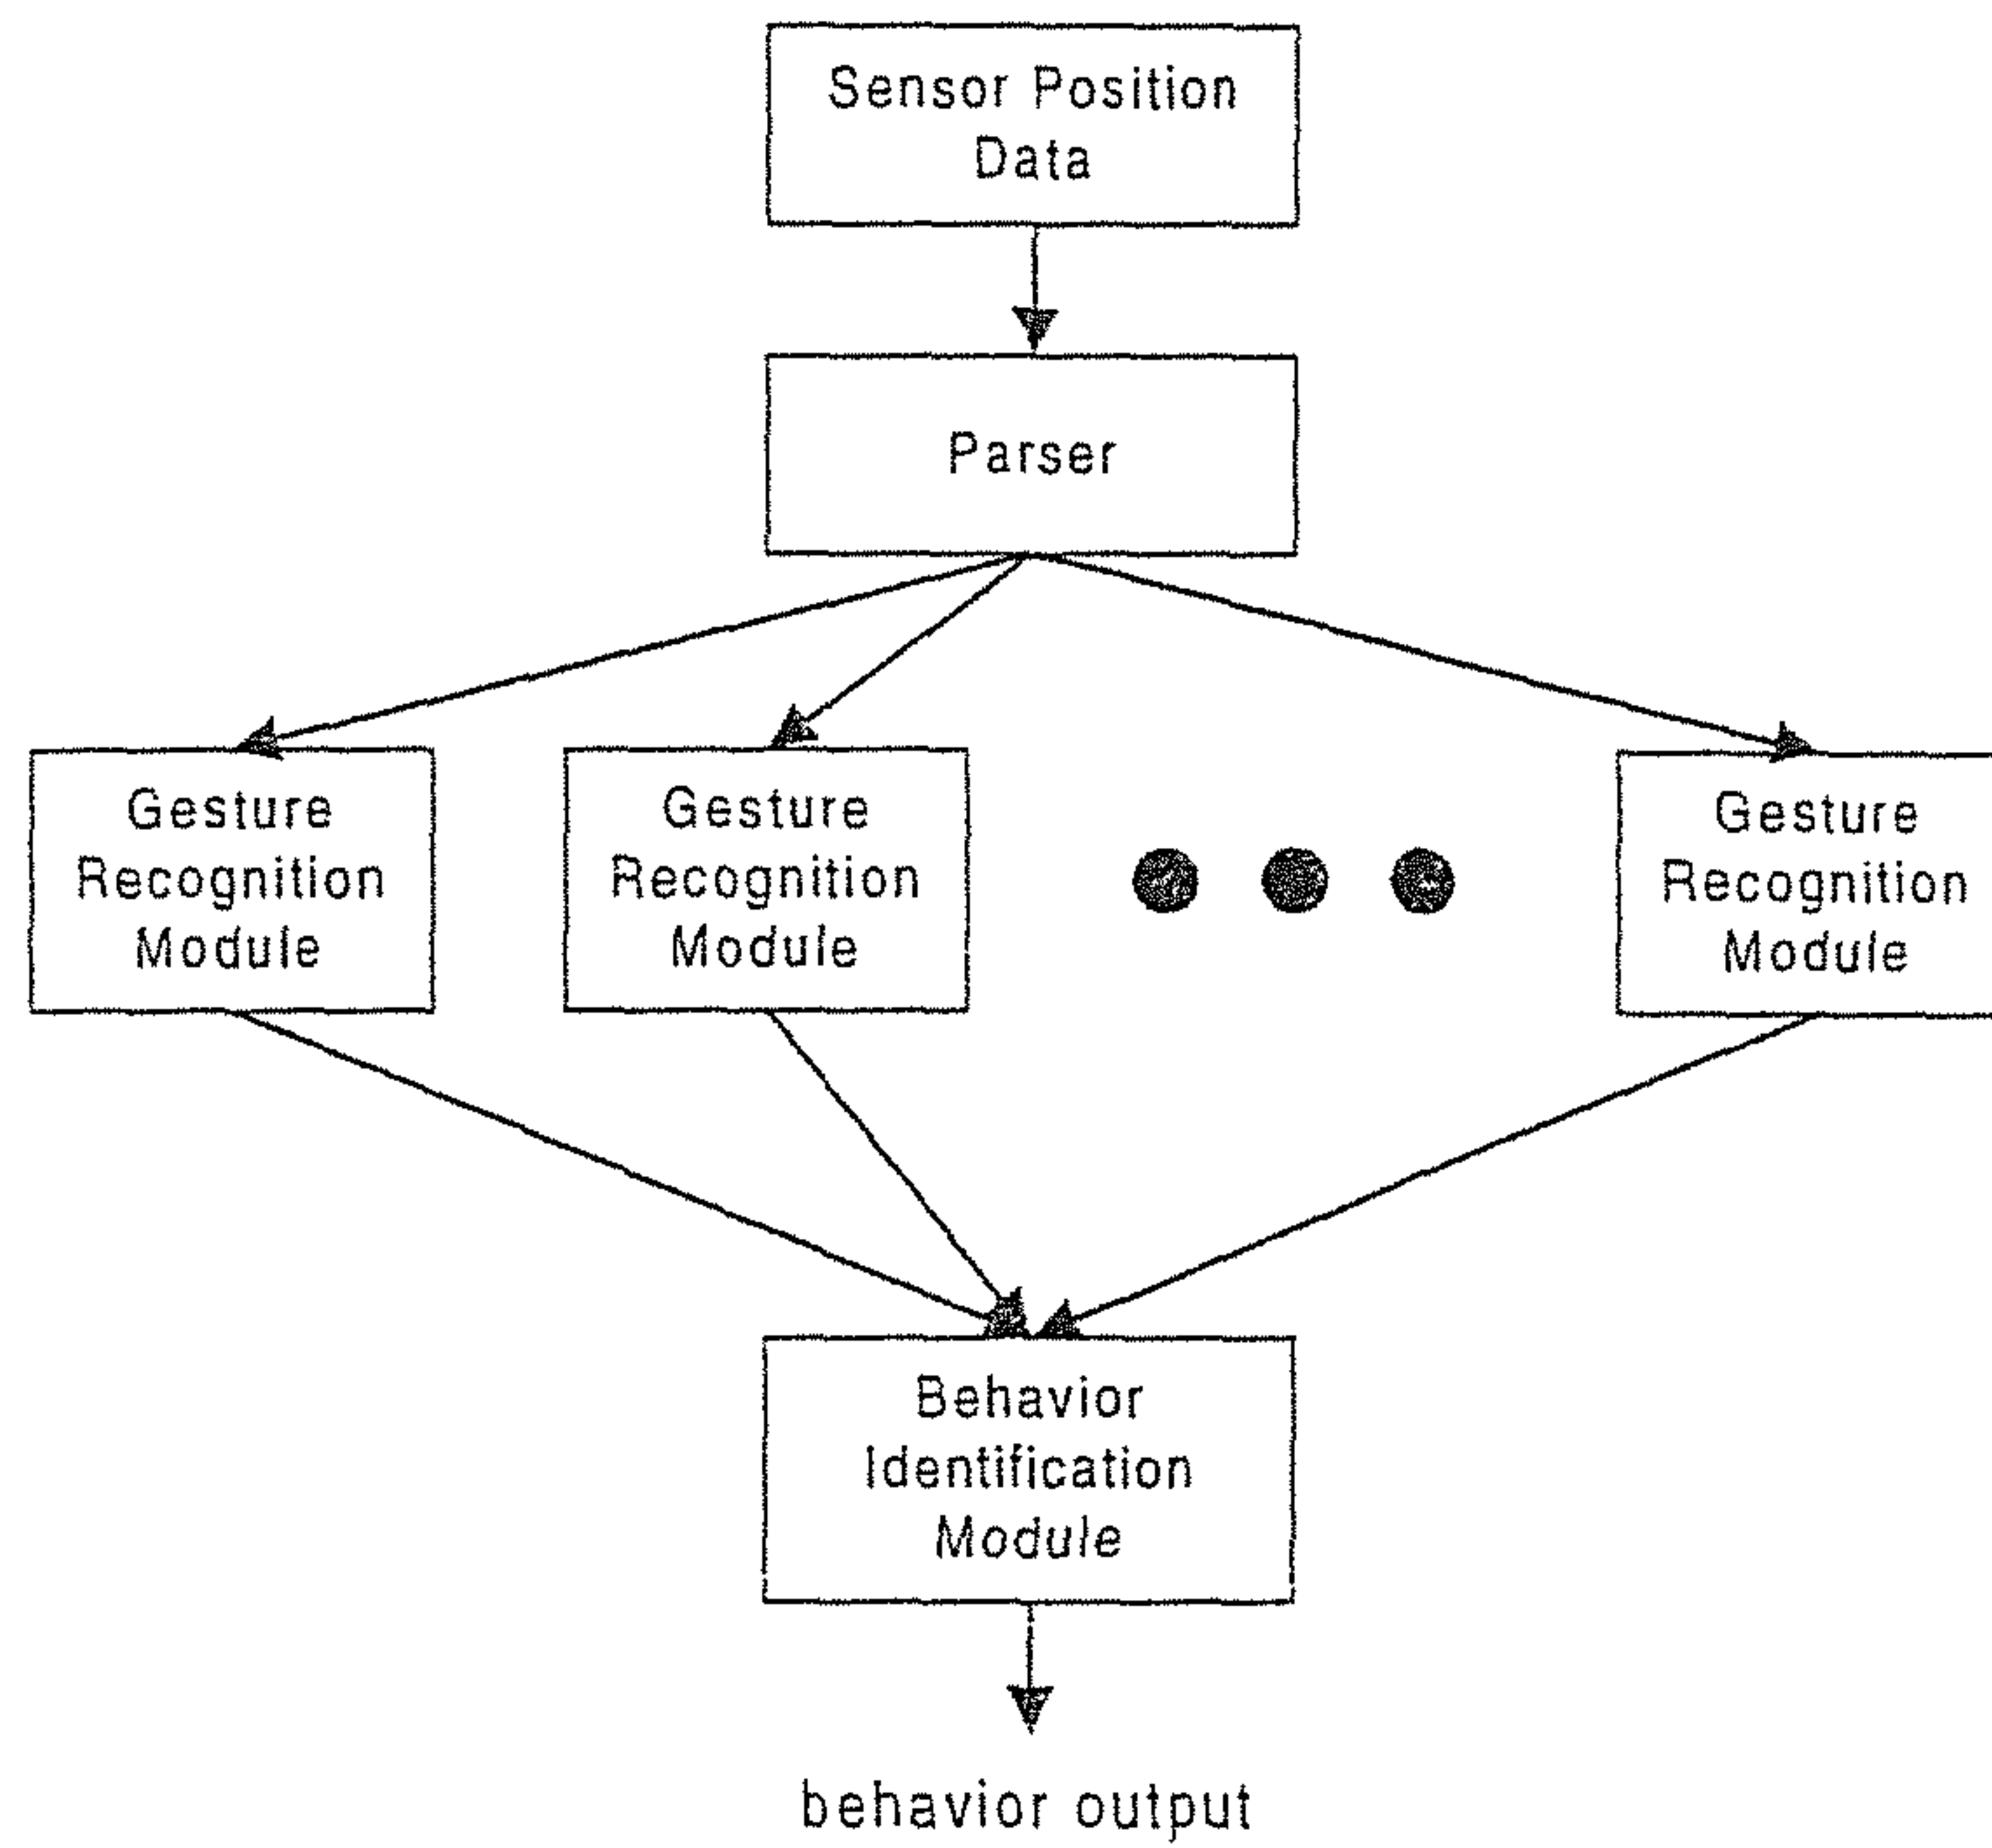 Sensor Position
Data
Parser
Gesture
Recognition
Module
Gesture
Recognition
Module
Gesture
Recognition
Module
Behavior
Identification
Module
behavior output